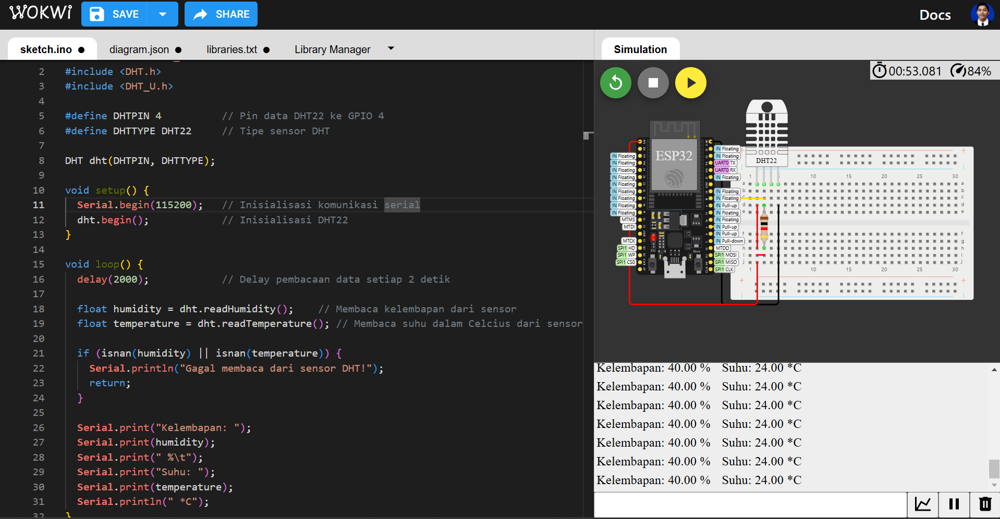 WOKWi
SAVE
SHARE
Docs
sketch.ino
diagram.json
libraries.txt
Library Manager
2 #include <DHT.h>
3 #include <DHT_U.h>
4
5 #define DHTPIN 4 // Pin data DHT22 ke GPIO 4
6 #define DHTTYPE DHT22 // Tipe sensor DHT
7
8 DHT dht(DHTPIN, DHTTYPE);
9
10 void setup() {
11 Serial.begin(115200); // Inisialisasi komunikasi serial
12 dht.begin(); // Inisialisasi DHT22
13 }
14
15 void loop() {
16 delay(2000); // Delay pembacaan data setiap 2 detik
17
18 float humidity = dht.readHumidity(); // Membaca kelembapan dari sensor
19 float temperature = dht.readTemperature(); // Membaca suhu dalam Celcius dari sensor
20
21 if (isnan(humidity) || isnan(temperature)) {
22 Serial.println("Gagal membaca dari sensor DHT!");
23 return;
24 }
25
26 Serial.print("Kelembapan: ");
27 Serial.print(humidity);
28 Serial.print(" %\t");
29 Serial.print("Suhu: ");
30 Serial.print(temperature);
31 Serial.println(" *C");
32 }
Simulation
00:53.081 84%
ESP32
DHT22
IN Floating
IN Floating
IN Floating
IN Floating
IN Floating
IN Floating
IN Floating
IN Floating
IN Floating
MTMS
MTDI
MTCK
SPI1 HD
SPI1 WP
SPI1 CS0
IN Floating
IN Floating
UART0 TX
UART0 RX
IN Floating
IN Floating
IN Floating
IN Pull-up
IN Floating
IN Floating
IN Pull-up
IN Pull-up
IN Pull-down
MTDO
SPI1 MOSI
SPI1 MISO
SPI1 CLK
EN
Boot
1 10 15 20 25 30
a a
b b
c c
d d
e e
f f
g g
h h
i i
j j
1 10 15 20 25 30
Kelembapan: 40.00 % Suhu: 24.00 *C
Kelembapan: 40.00 % Suhu: 24.00 *C
Kelembapan: 40.00 % Suhu: 24.00 *C
Kelembapan: 40.00 % Suhu: 24.00 *C
Kelembapan: 40.00 % Suhu: 24.00 *C
Kelembapan: 40.00 % Suhu: 24.00 *C
Kelembapan: 40.00 % Suhu: 24.00 *C